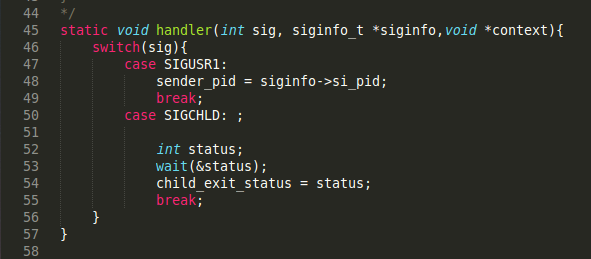 44 */
45 static void handler(int sig, siginfo_t *siginfo,void *context){
46     switch(sig){
47         case SIGUSR1:
48             sender_pid = siginfo->si_pid;
49             break;
50         case SIGCHLD: ;
51
52             int status;
53             wait(&status);
54             child_exit_status = status;
55             break;
56     }
57 }
58